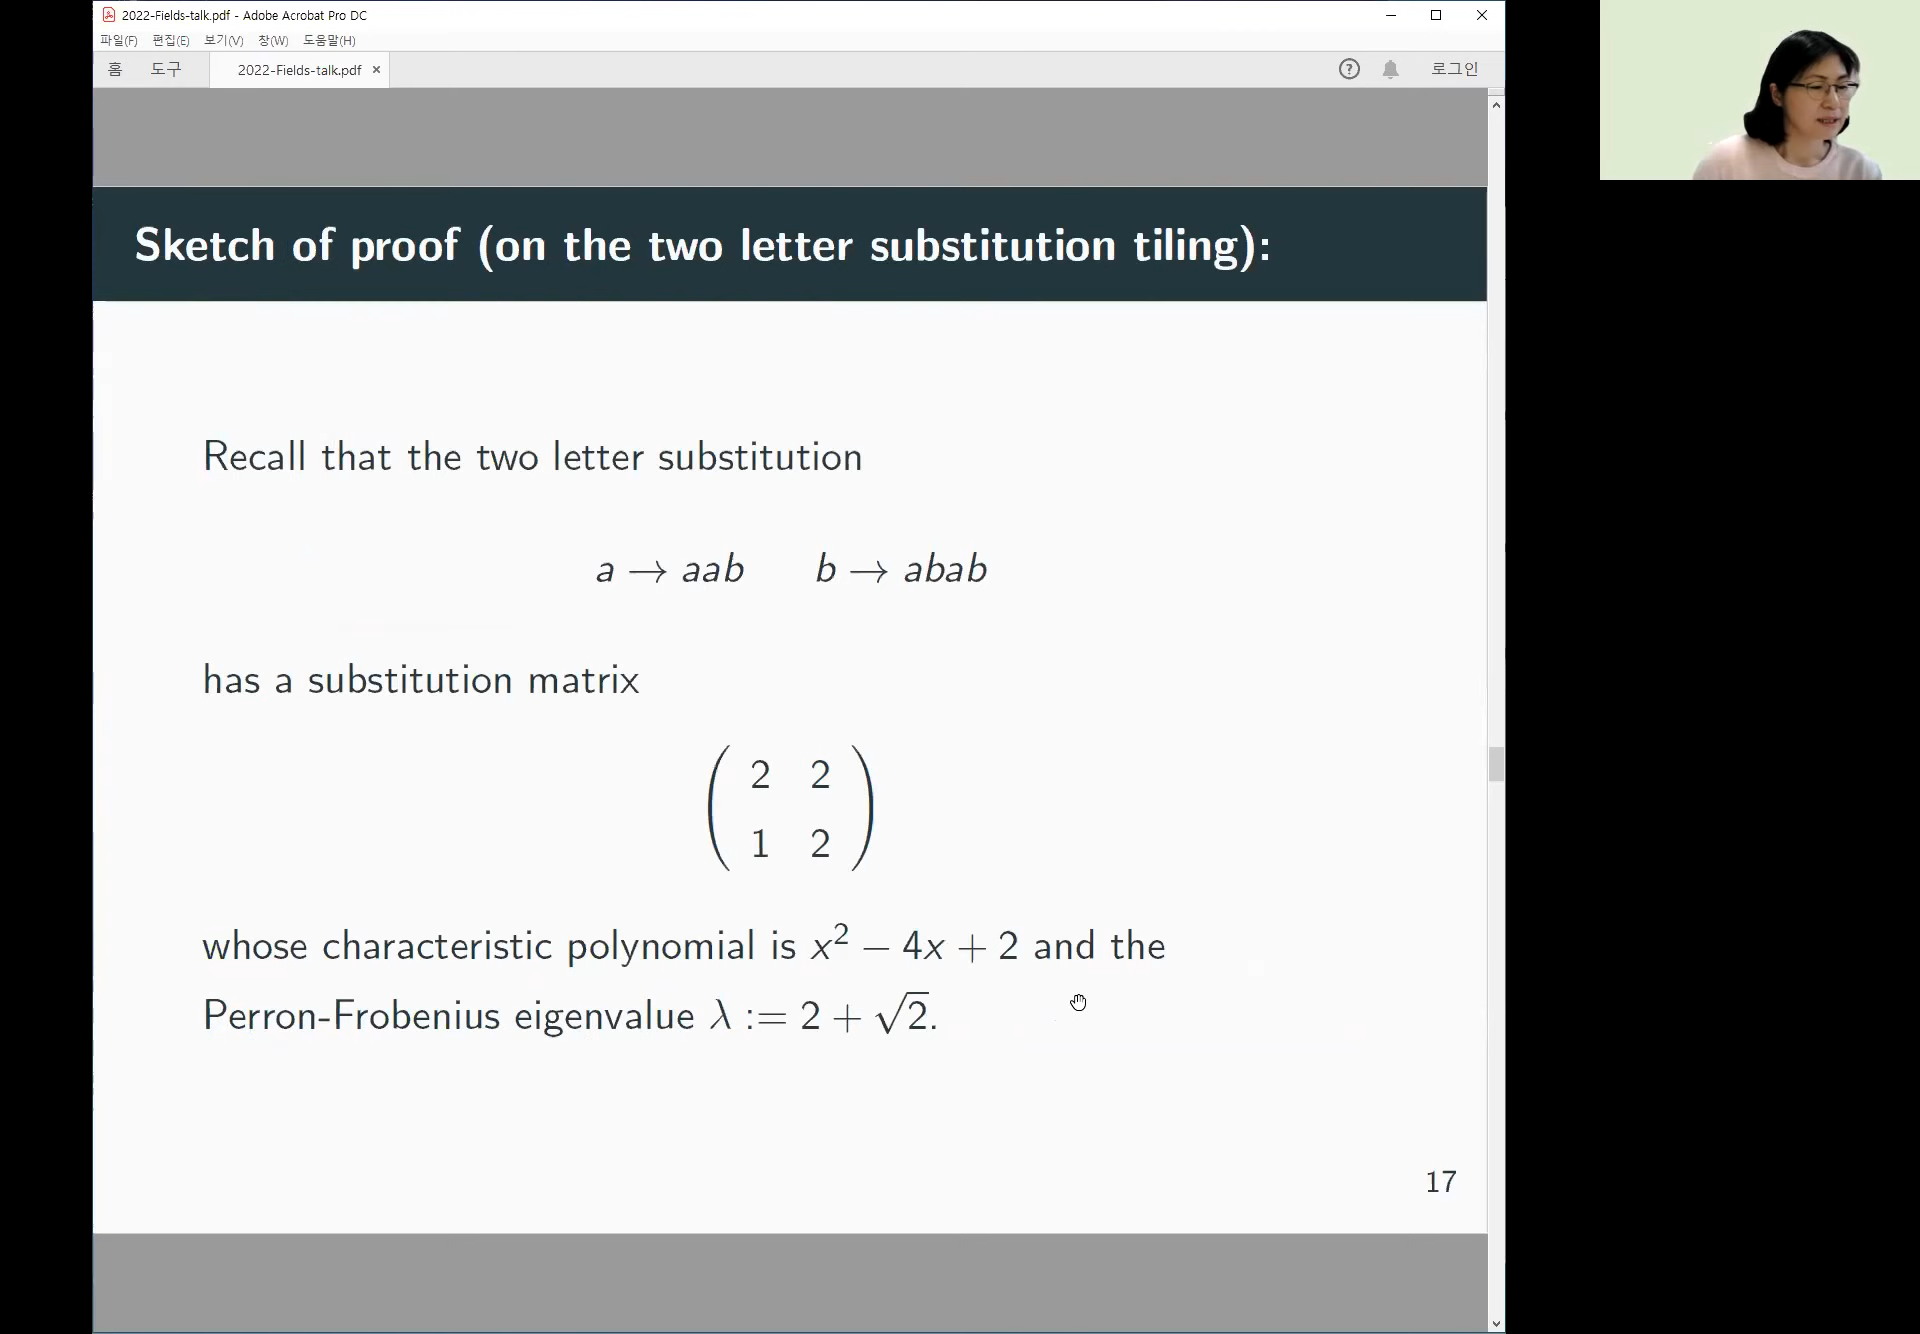 2022-Fields-talk.pdf - Adobe Acrobat Pro DC
파일(F) 편집(E) 보기(V) 창(W) 도움말(H)
홈 도구 2022-Fields-talk.pdf × ? 로그인
Sketch of proof (on the two letter substitution tiling):
Recall that the two letter substitution
a → aab b → abab
has a substitution matrix
( 2 2
1 2 )
whose characteristic polynomial is x² − 4x + 2 and the
Perron-Frobenius eigenvalue λ := 2 + √2.
17